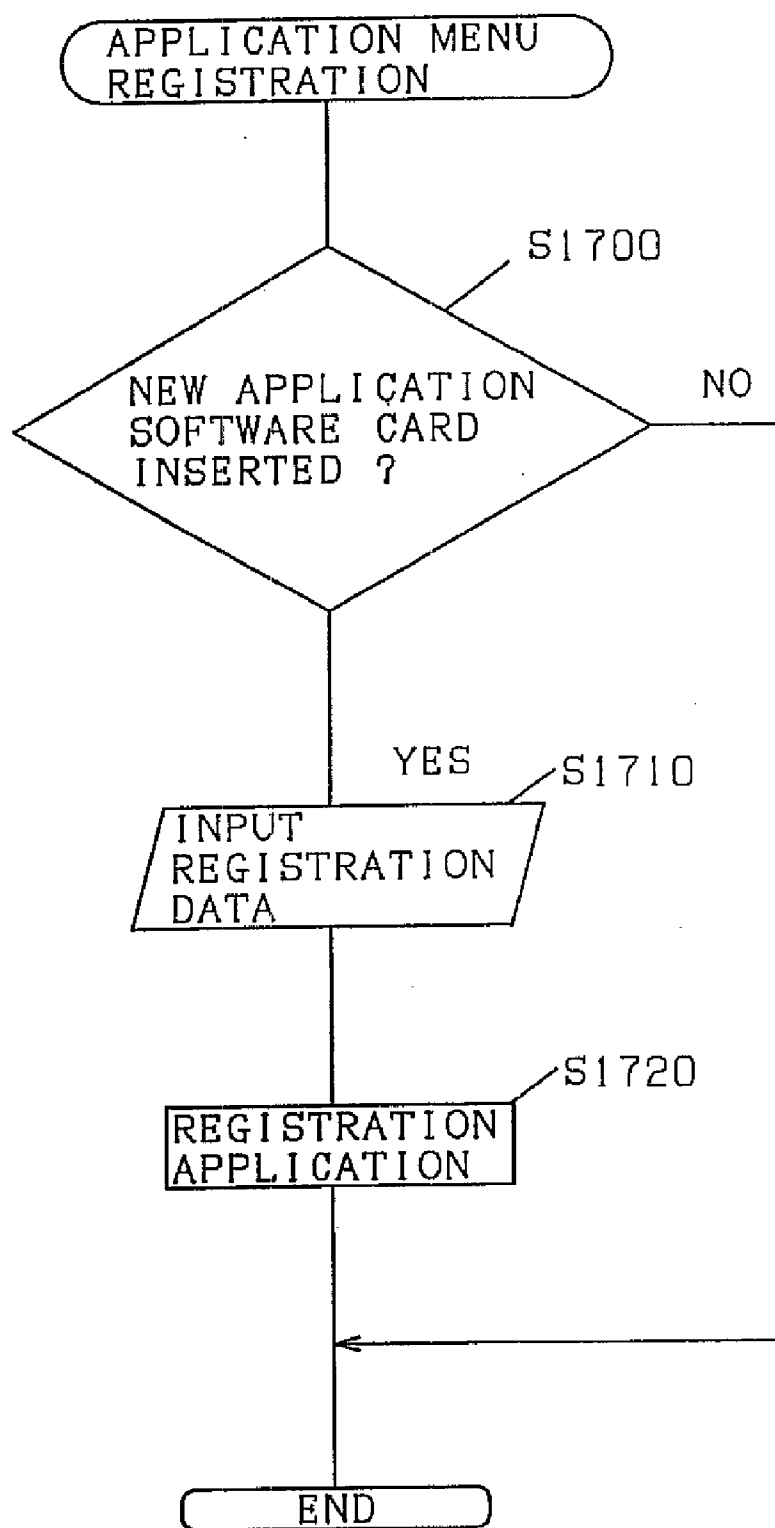 APPLICATION MENU
REGISTRATION
S1700
NEW APPLICATION
SOFTWARE CARD
INSERTED ?
NO
YES
S1710
INPUT
REGISTRATION
DATA
S1720
REGISTRATION
APPLICATION
END